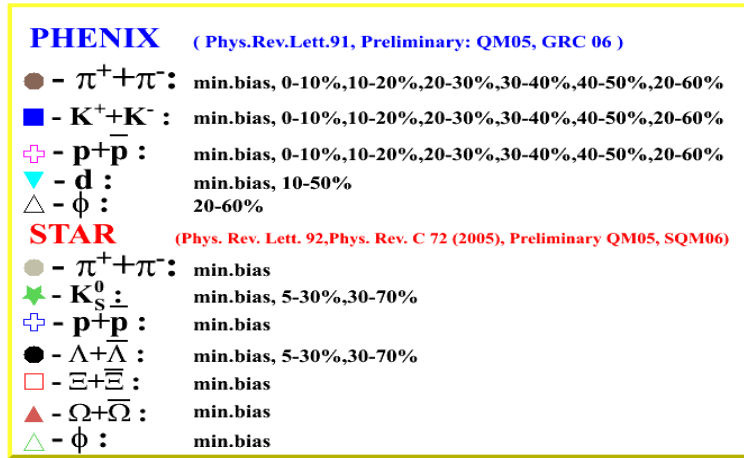 PHENIX ( Phys.Rev.Lett.91, Preliminary: QM05, GRC 06 )
- π⁺+π⁻: min.bias, 0-10%,10-20%,20-30%,30-40%,40-50%,20-60%
- K⁺+K⁻ : min.bias, 0-10%,10-20%,20-30%,30-40%,40-50%,20-60%
- p+p̅ : min.bias, 0-10%,10-20%,20-30%,30-40%,40-50%,20-60%
- d : min.bias, 10-50%
- ϕ : 20-60%
STAR (Phys. Rev. Lett. 92,Phys. Rev. C 72 (2005), Preliminary QM05, SQM06)
- π⁺+π⁻: min.bias
- K⁰_S : min.bias, 5-30%,30-70%
- p+p̅ : min.bias
- Λ+Λ̅ : min.bias, 5-30%,30-70%
- Ξ+Ξ̅ : min.bias
- Ω+Ω̅ : min.bias
- ϕ : min.bias